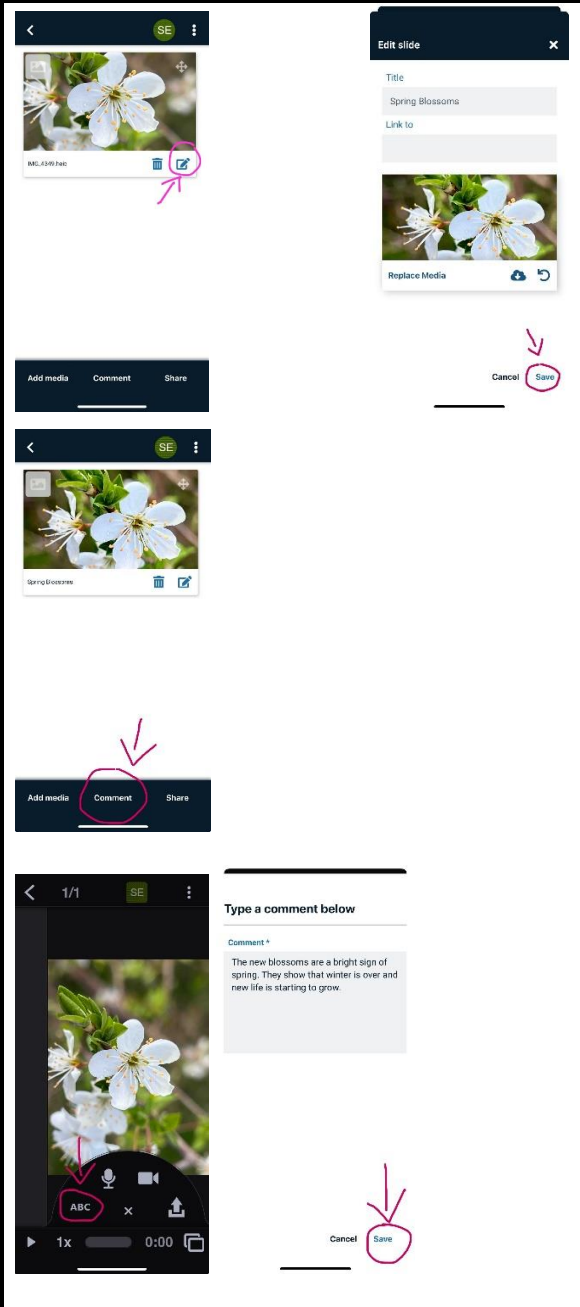 SE
IMG_4349.heic
Add media Comment Share
Edit slide
Title
Spring Blossoms
Link to
Replace Media
Cancel Save
SE
Spring Blossoms
Add media Comment Share
1/1 SE
ABC
1x 0:00
Type a comment below
Comment *
The new blossoms are a bright sign of
spring. They show that winter is over and
new life is starting to grow.
Cancel Save